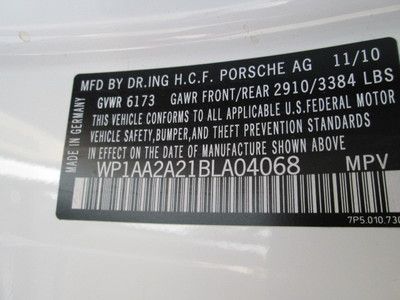 MFD BY DR.ING H.C.F. PORSCHE AG 11/10
GVWR 6173 GAWR FRONT/REAR 2910/3384 LBS
THIS VEHICLE CONFORMS TO ALL APPLICABLE U.S.FEDERAL MOTOR
VEHICLE SAFETY,BUMPER,AND THEFT PREVENTION STANDARDS
IN EFFECT ON THE DATE OF MANUFACTURE SHOWN ABOVE.
WP1AA2A21BLA04068 MPV
MADE IN GERMANY
7P5.010.730